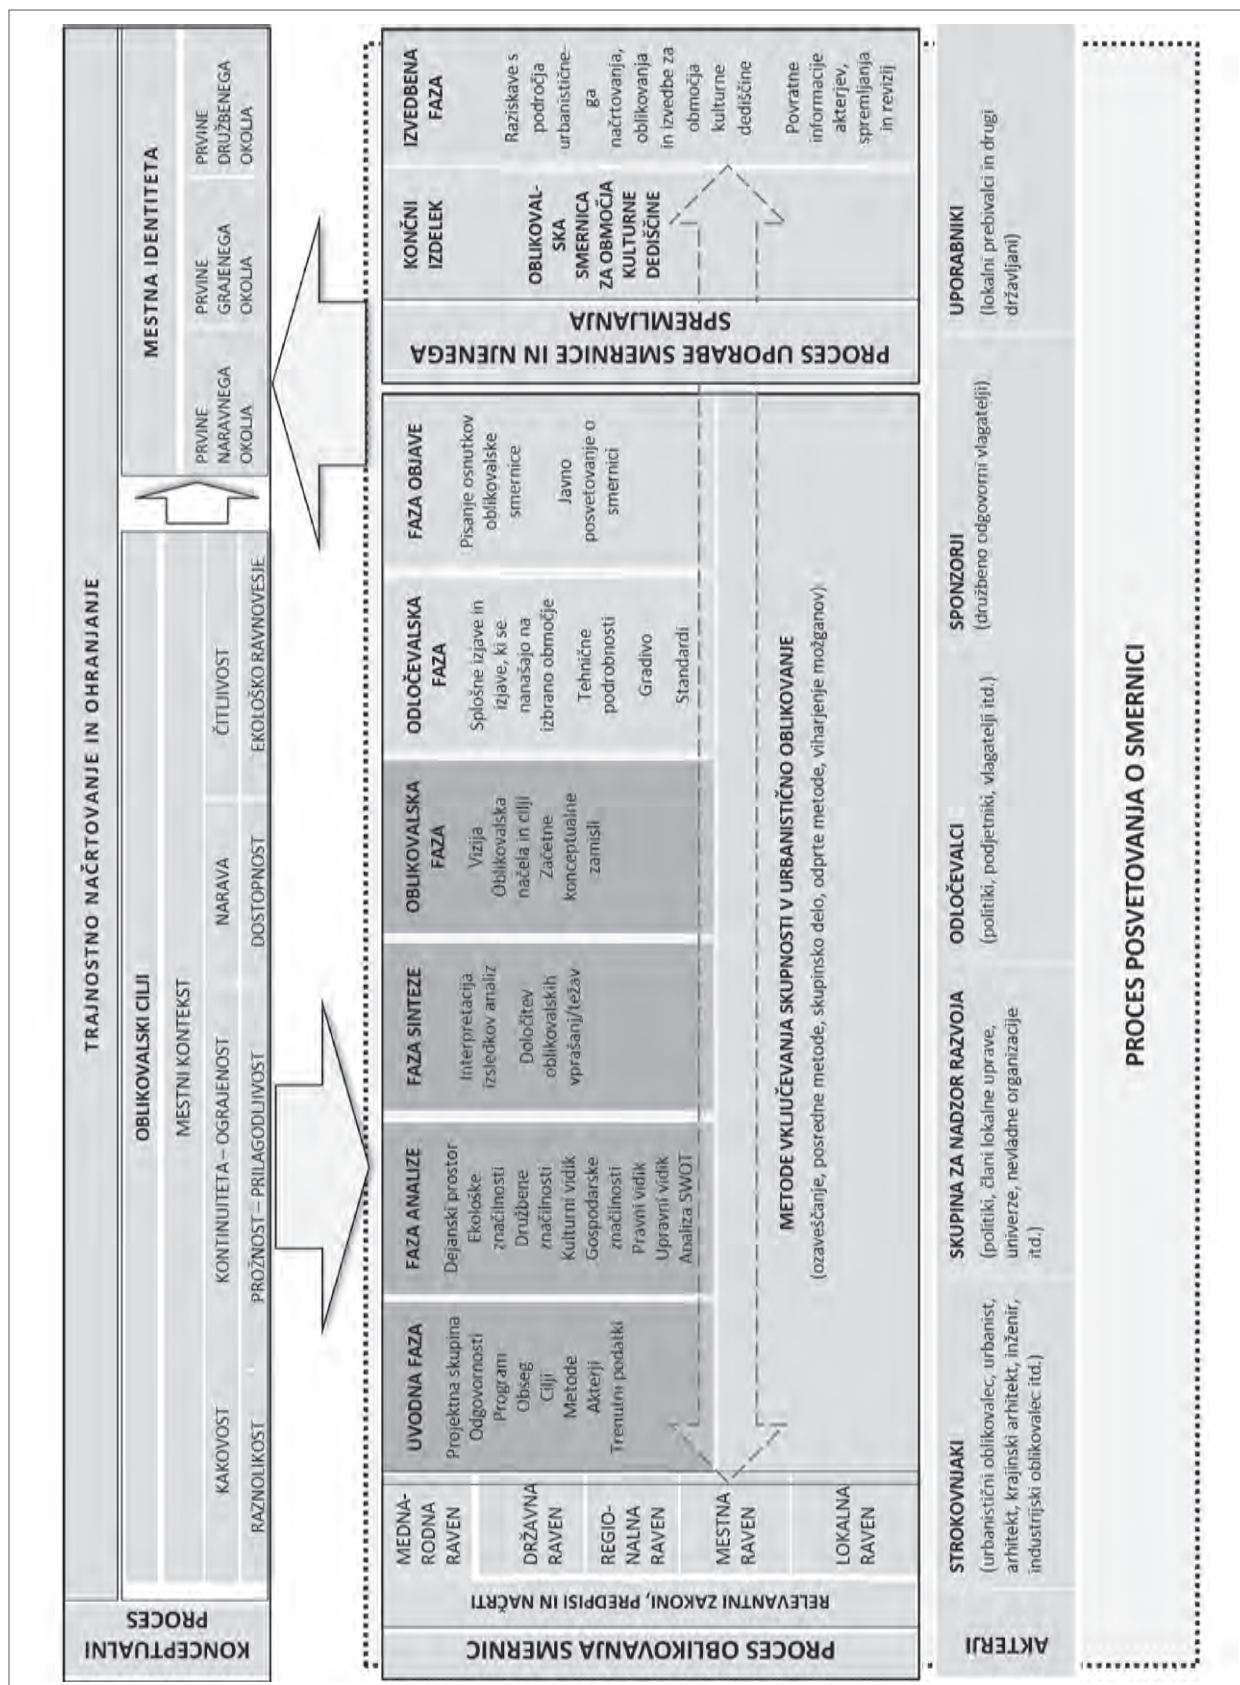 KONCEPTUALNI
PROCES
TRAJNOSTNO NAČRTOVANJE IN OHRANJANJE
OBLIKOVALSKI CILJI
MESTNI KONTEKST
KAKOVOST
KONTINUITETA – OGRAJENOST
NARAVA
ČITLJIVOST
RAZNOLIKOST
PROŽNOST – PRILAGODLJIVOST
DOSTOPNOST
EKOLOŠKO RAVNOVESJE
MESTNA IDENTITETA
PRVINE
NARAVNEGA
OKOLJA
PRVINE
GRAJENEGA
OKOLJA
PRVINE
DRUŽBENEGA
OKOLJA
PROCES OBLIKOVANJA SMERNIC
RELEVANTNI ZAKONI, PREDPISI IN NAČRTI
MEDNA-
RODNA
RAVEN
DRŽAVNA
RAVEN
REGIO-
NALNA
RAVEN
MESTNA
RAVEN
LOKALNA
RAVEN
UVODNA FAZA
Projektna skupina
Odgovornosti
Program
Obseg
Cilji
Metode
Akterji
Trenutni podatki
FAZA ANALIZE
Dejanski prostor
Ekološke
značilnosti
Družbene
značilnosti
Kulturni vidik
Gospodarske
značilnosti
Pravni vidik
Upravni vidik
Analiza SWOT
FAZA SINTEZE
Interpretacija
izsledkov analiz
Določitev
oblikovalskih
vprašanj/težav
OBLIKOVALSKA
FAZA
Vizija
Oblikovalska
načela in cilji
Začetne
konceptualne
zamisli
ODLOČEVALSKA
FAZA
Splošne izjave in
izjave, ki se
nanašajo na
izbrano območje
Tehnične
podrobnosti
Gradivo
Standardi
FAZA OBJAVE
Pisanje osnutkov
oblikovalske
smernice
Javno
posvetovanje o
smernici
METODE VKLJUČEVANJA SKUPNOSTI V URBANISTIČNO OBLIKOVANJE
(ozaveščanje, posredne metode, skupinsko delo, odprte metode, viharjenje možganov)
PROCES UPORABE SMERNICE IN NJENEGA
SPREMLJANJA
KONČNI
IZDELEK
OBLIKOVAL-
SKA
SMERNICA
ZA OBMOČJA
KULTURNE
DEDIŠČINE
IZVEDBENA
FAZA
Raziskave s
področja
urbanistične-
ga
načrtovanja,
oblikovanja
in izvedbe za
območja
kulturne
dediščine
Povratne
informacije
akterjev,
spremljanja
in revizij
AKTERJI
STROKOVNJAKI
(urbanistični oblikovalec, urbanist,
arhitekt, krajinski arhitekt, inženir,
industrijski oblikovalec itd.)
SKUPINA ZA NADZOR RAZVOJA
(politiki, člani lokalne uprave,
univerze, nevladne organizacije
itd.)
ODLOČEVALCI
(politiki, podjetniki, vlagatelji itd.)
SPONZORJI
(družbeno odgovorni vlagatelji)
UPORABNIKI
(lokalni prebivalci in drugi
državljani)
PROCES POSVETOVANJA O SMERNICI